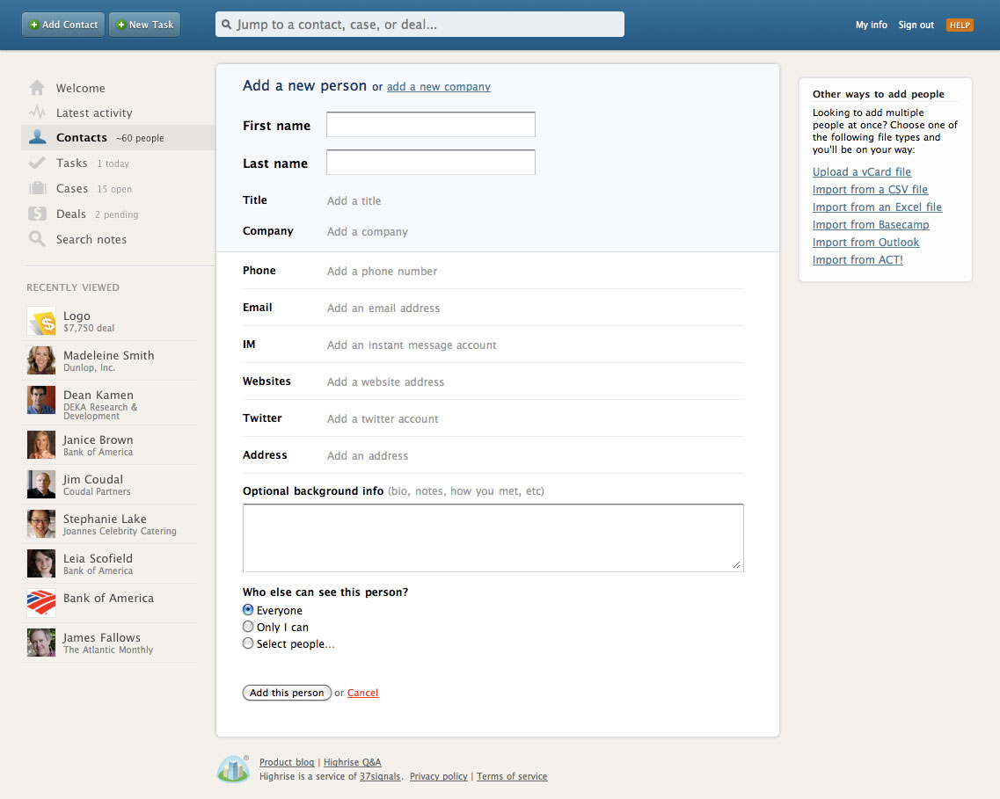 Add Contact
New Task
Jump to a contact, case, or deal...
My info
Sign out
HELP
Welcome
Latest activity
Contacts ~60 people
Tasks 1 today
Cases 15 open
Deals 2 pending
Search notes
RECENTLY VIEWED
Logo
$7,750 deal
Madeleine Smith
Dunlop, Inc.
Dean Kamen
DEKA Research &
Development
Janice Brown
Bank of America
Jim Coudal
Coudal Partners
Stephanie Lake
Joannes Celebrity Catering
Leia Scofield
Bank of America
Bank of America
James Fallows
The Atlantic Monthly
Add a new person or add a new company
First name
Last name
Title Add a title
Company Add a company
Phone Add a phone number
Email Add an email address
IM Add an instant message account
Websites Add a website address
Twitter Add a twitter account
Address Add an address
Optional background info (bio, notes, how you met, etc)
Who else can see this person?
Everyone
Only I can
Select people...
Add this person or Cancel
Other ways to add people
Looking to add multiple
people at once? Choose one of
the following file types and
you'll be on your way:
Upload a vCard file
Import from a CSV file
Import from an Excel file
Import from Basecamp
Import from Outlook
Import from ACT!
Product blog | Highrise Q&A
Highrise is a service of 37signals. Privacy policy | Terms of service